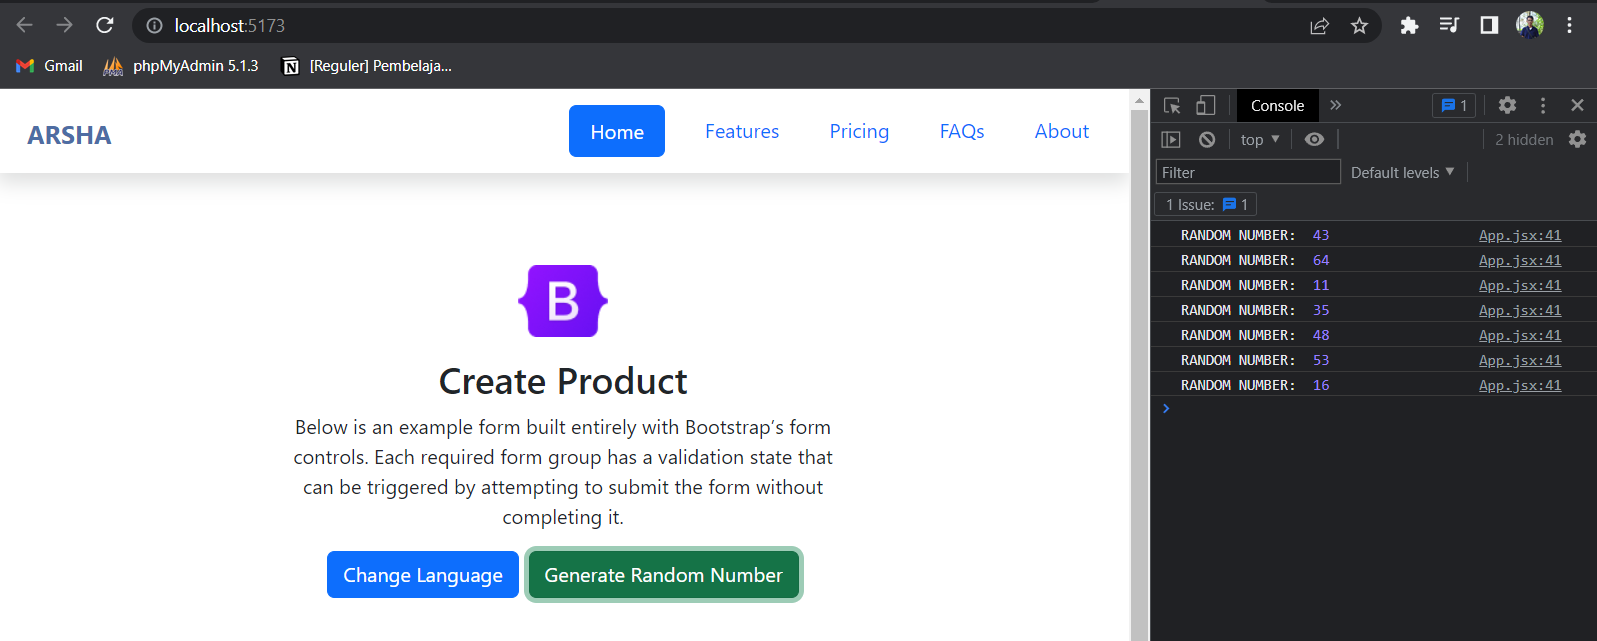 localhost:5173
Gmail
phpMyAdmin 5.1.3
[Reguler] Pembelaja...
ARSHA
Home
Features
Pricing
FAQs
About
B
Create Product
Below is an example form built entirely with Bootstrap's form
controls. Each required form group has a validation state that
can be triggered by attempting to submit the form without
completing it.
Change Language
Generate Random Number
Console
1
top
2 hidden
Filter
Default levels
1 Issue: 1
RANDOM NUMBER: 43 App.jsx:41
RANDOM NUMBER: 64 App.jsx:41
RANDOM NUMBER: 11 App.jsx:41
RANDOM NUMBER: 35 App.jsx:41
RANDOM NUMBER: 48 App.jsx:41
RANDOM NUMBER: 53 App.jsx:41
RANDOM NUMBER: 16 App.jsx:41